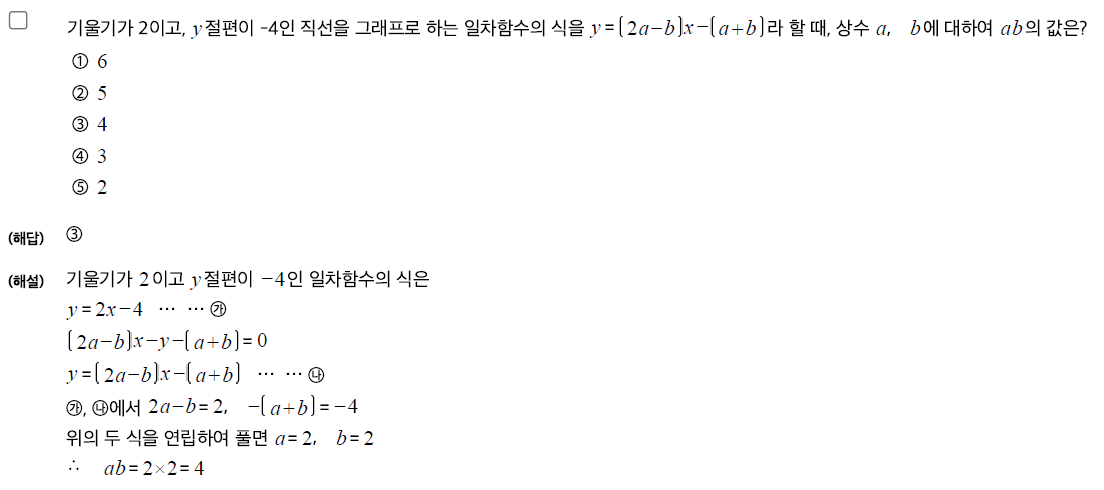 기울기가 2이고, y절편이 -4인 직선을 그래프로 하는 일차함수의 식을 y=(2a-b)x-(a+b)라 할 때, 상수 a, b에 대하여 ab의 값은?
① 6
② 5
③ 4
④ 3
⑤ 2
(해답) ③
(해설) 기울기가 2이고 y절편이 -4인 일차함수의 식은
y=2x-4 … … ㉮
(2a-b)x-y-(a+b)=0
y=(2a-b)x-(a+b) … … ㉯
㉮, ㉯에서 2a-b=2, -(a+b)=-4
위의 두 식을 연립하여 풀면 a=2, b=2
∴ ab=2×2=4